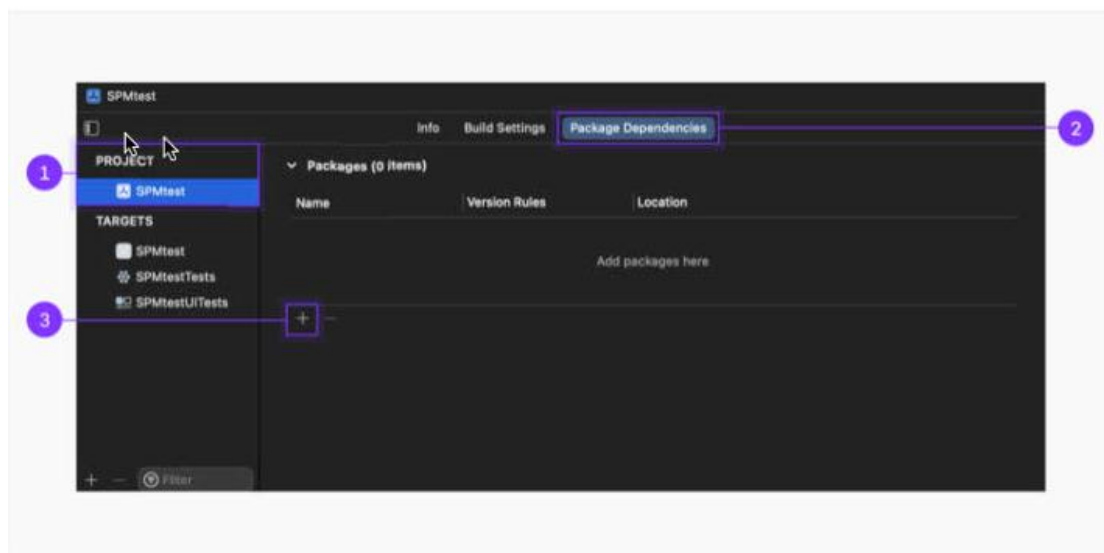 SPMtest
Info Build Settings Package Dependencies
2
1
PROJECT
Packages (0 items)
SPMtest
Name Version Rules Location
TARGETS
SPMtest
Add packages here
SPMtestTests
SPMtestUITests
3
Filter